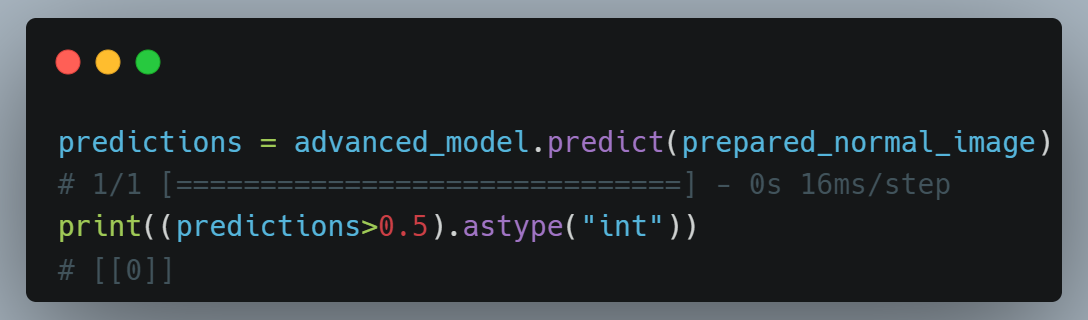 predictions = advanced_model.predict(prepared_normal_image)
# 1/1 [==============================] - 0s 16ms/step
print((predictions>0.5).astype("int"))
# [[0]]